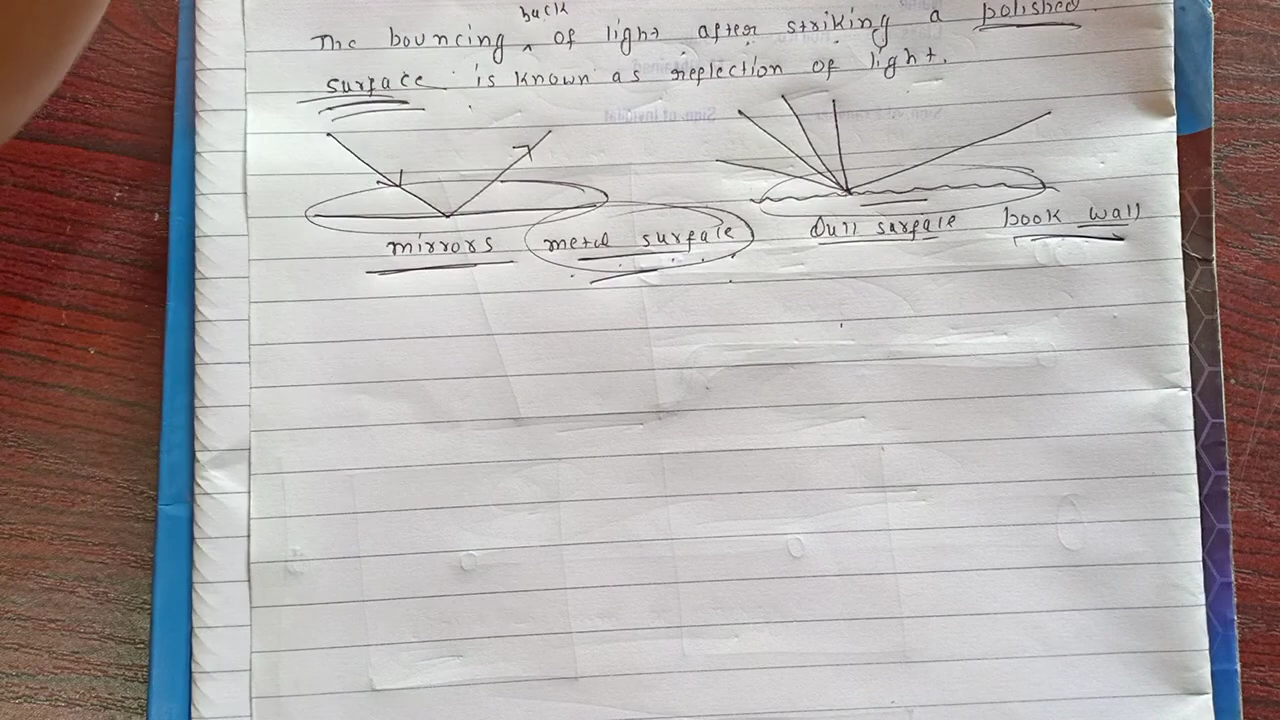 back
The bouncing ^ of light after striking a polished
surface is known as reflection of light.
mirrors metal surface Dull surface book wall